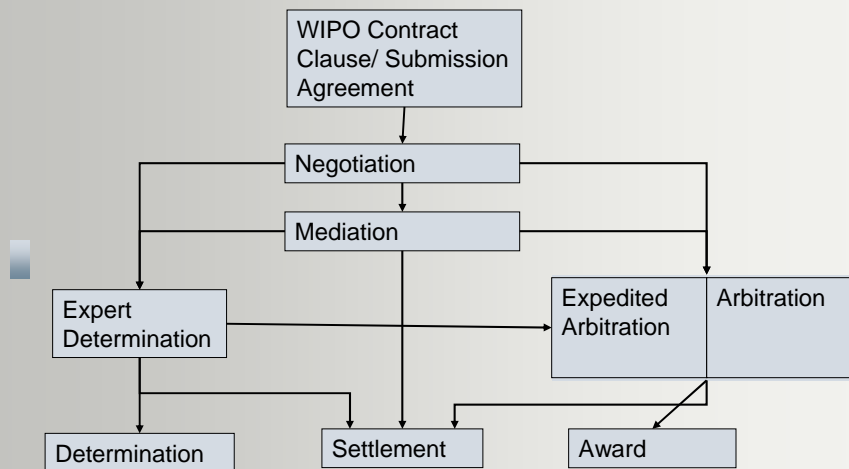 WIPO Contract
Clause/ Submission
Agreement
Negotiation
Mediation
Expert
Determination
Expedited
Arbitration
Arbitration
Determination
Settlement
Award